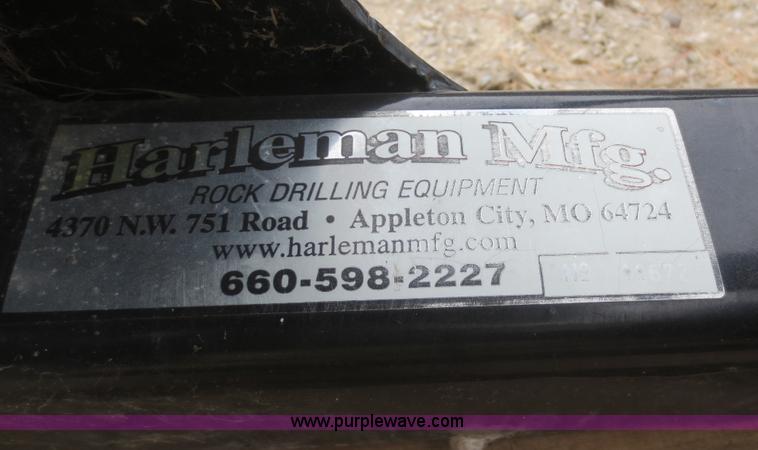 Harleman Mfg.
ROCK DRILLING EQUIPMENT
4370 N.W. 751 Road • Appleton City, MO 64724
www.harlemanmfg.com
660-598-2227
www.purplewave.com